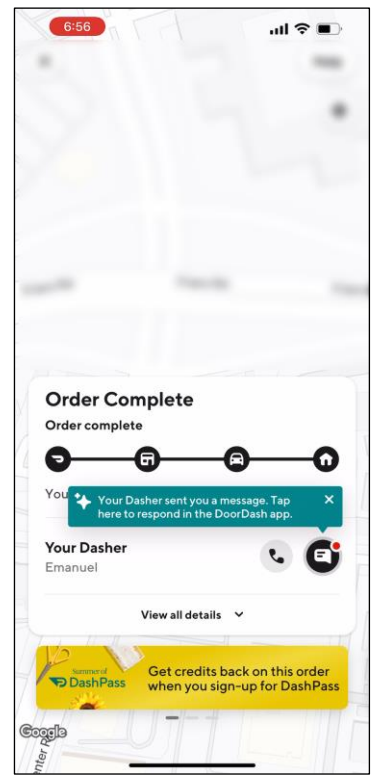 6:56
Order Complete
Order complete
You
Your Dasher sent you a message. Tap
here to respond in the DoorDash app.
Your Dasher
Emanuel
View all details
Summer of
DashPass
Get credits back on this order
when you sign-up for DashPass
Google
enter R